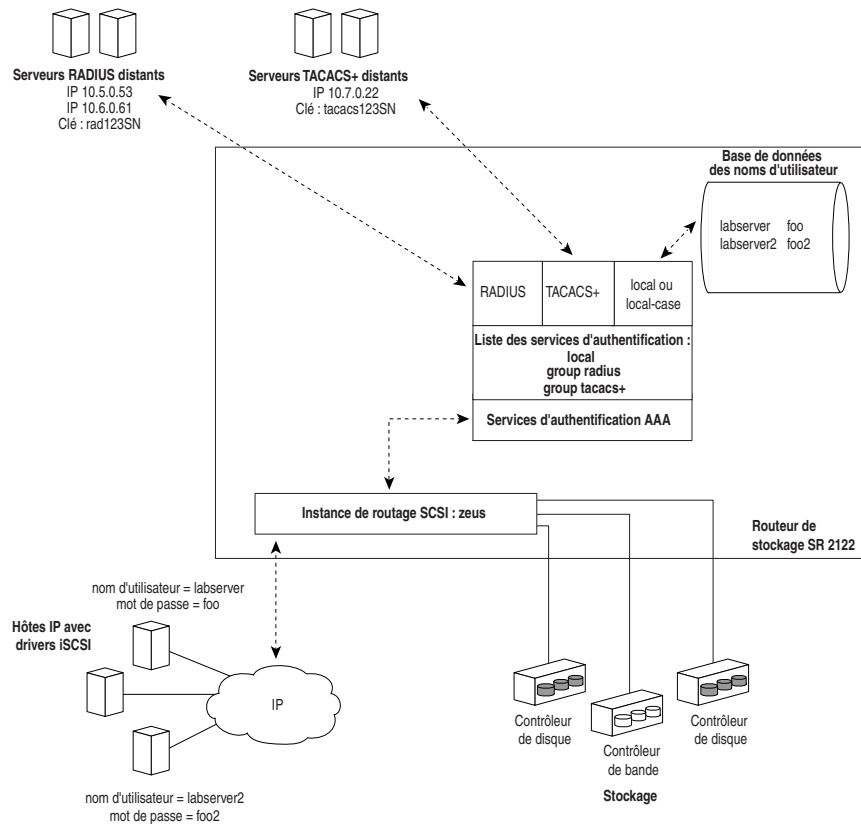 Serveurs RADIUS distants
IP 10.5.0.53
IP 10.6.0.61
Clé : rad123SN
Serveurs TACACS+ distants
IP 10.7.0.22
Clé : tacacs123SN
Base de données
des noms d'utilisateur
labserver foo
labserver2 foo2
RADIUS
TACACS+
local ou
local-case
Liste des services d'authentification :
local
group radius
group tacacs+
Services d'authentification AAA
Instance de routage SCSI : zeus
Routeur de
stockage SR 2122
nom d'utilisateur = labserver
mot de passe = foo
Hôtes IP avec
drivers iSCSI
IP
nom d'utilisateur = labserver2
mot de passe = foo2
Contrôleur
de disque
Contrôleur
de bande
Contrôleur
de disque
Stockage